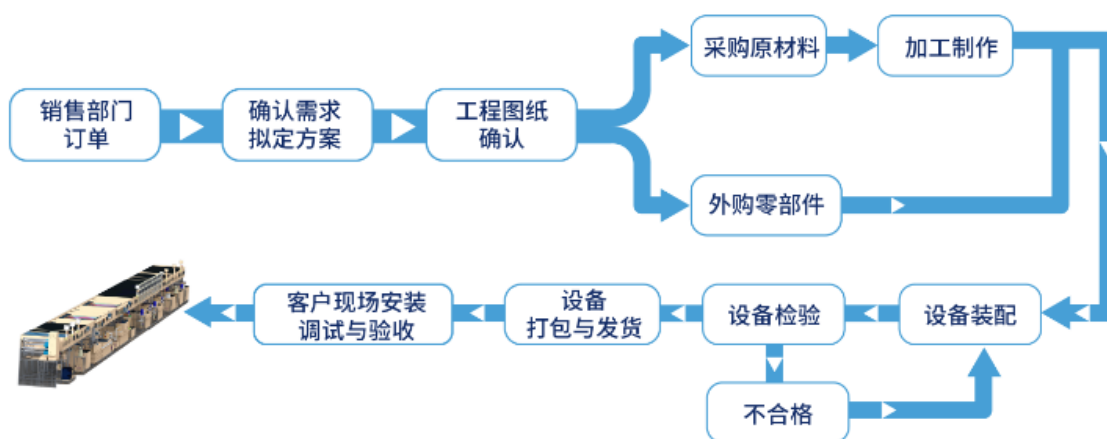 销售部门
订单
确认需求
拟定方案
工程图纸
确认
采购原材料
加工制作
外购零部件
设备装配
设备检验
不合格
设备
打包与发货
客户现场安装
调试与验收